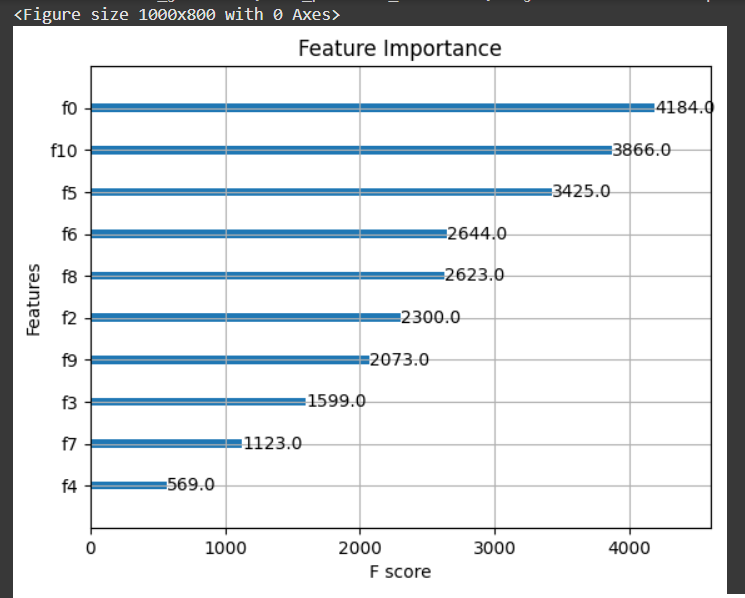 <Figure size 1000x800 with 0 Axes>
Feature Importance
f0 4184.0
f10 3866.0
f5 3425.0
f6 2644.0
f8 2623.0
f2 2300.0
f9 2073.0
f3 1599.0
f7 1123.0
f4 569.0
Features
0 1000 2000 3000 4000
F score